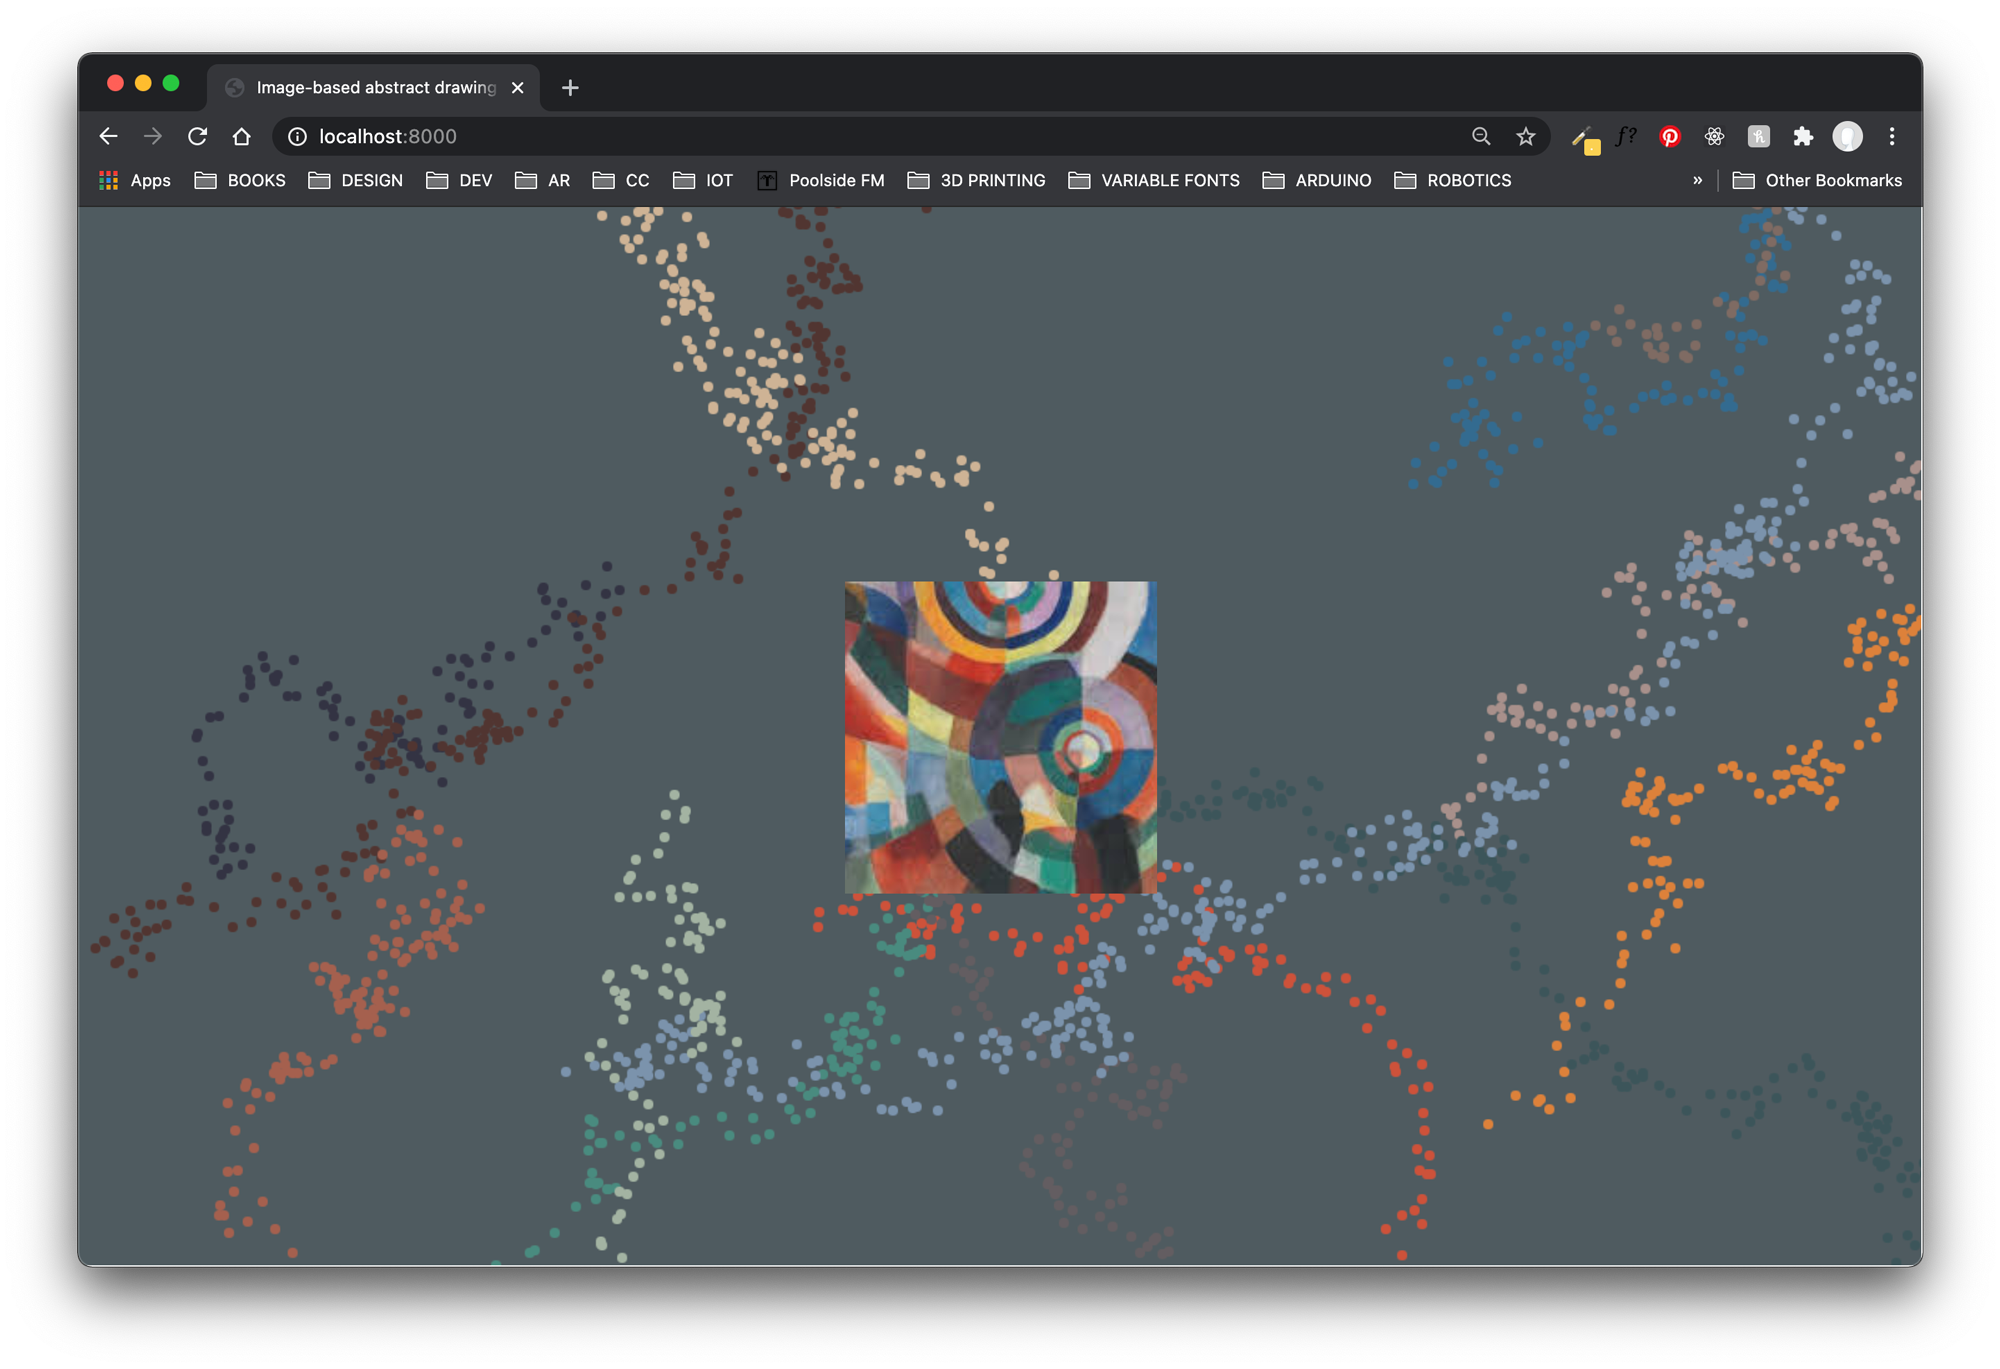 Image-based abstract drawing
localhost:8000
f?
Apps BOOKS DESIGN DEV AR CC IOT Poolside FM 3D PRINTING VARIABLE FONTS ARDUINO ROBOTICS » Other Bookmarks